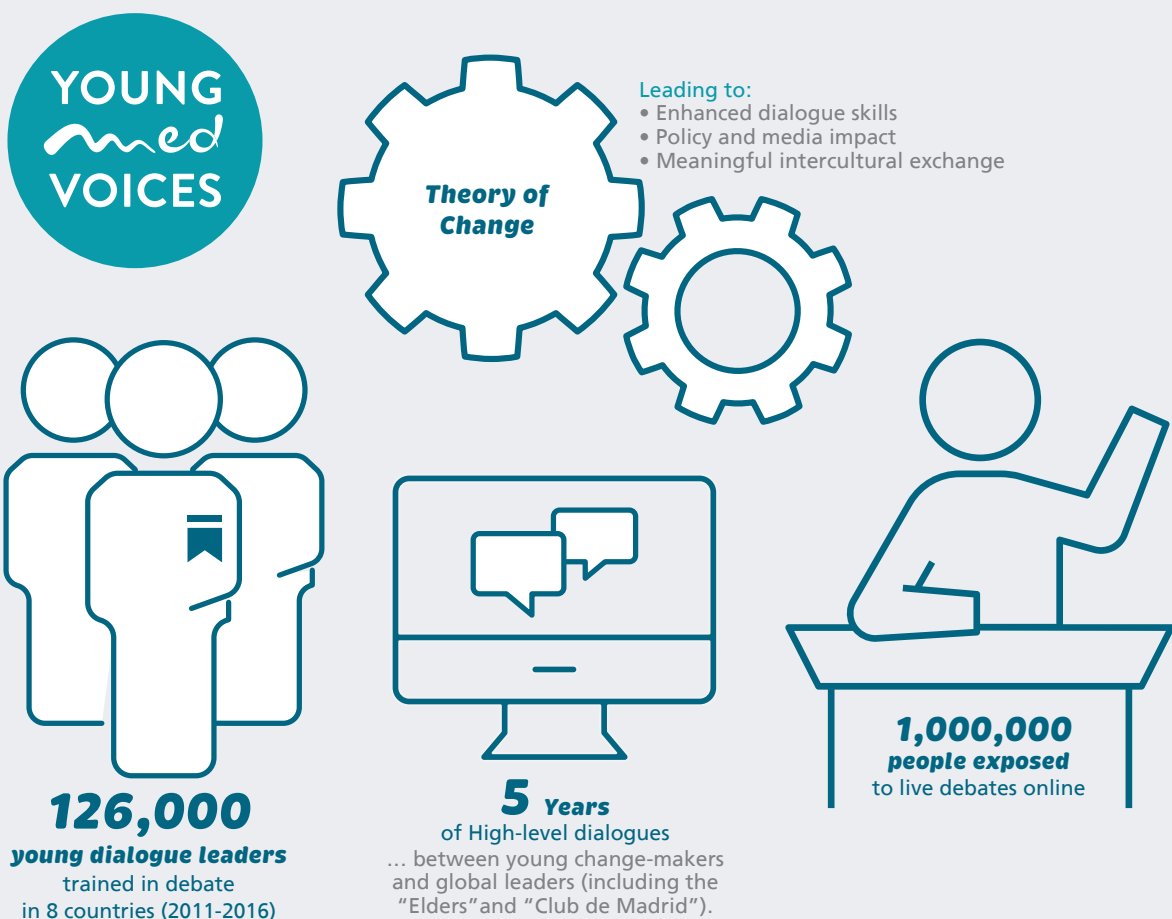 YOUNG
med
VOICES
Theory of
Change
Leading to:
• Enhanced dialogue skills
• Policy and media impact
• Meaningful intercultural exchange
126,000
young dialogue leaders
trained in debate
in 8 countries (2011-2016)
5 Years
of High-level dialogues
... between young change-makers
and global leaders (including the
“Elders”and “Club de Madrid”).
1,000,000
people exposed
to live debates online